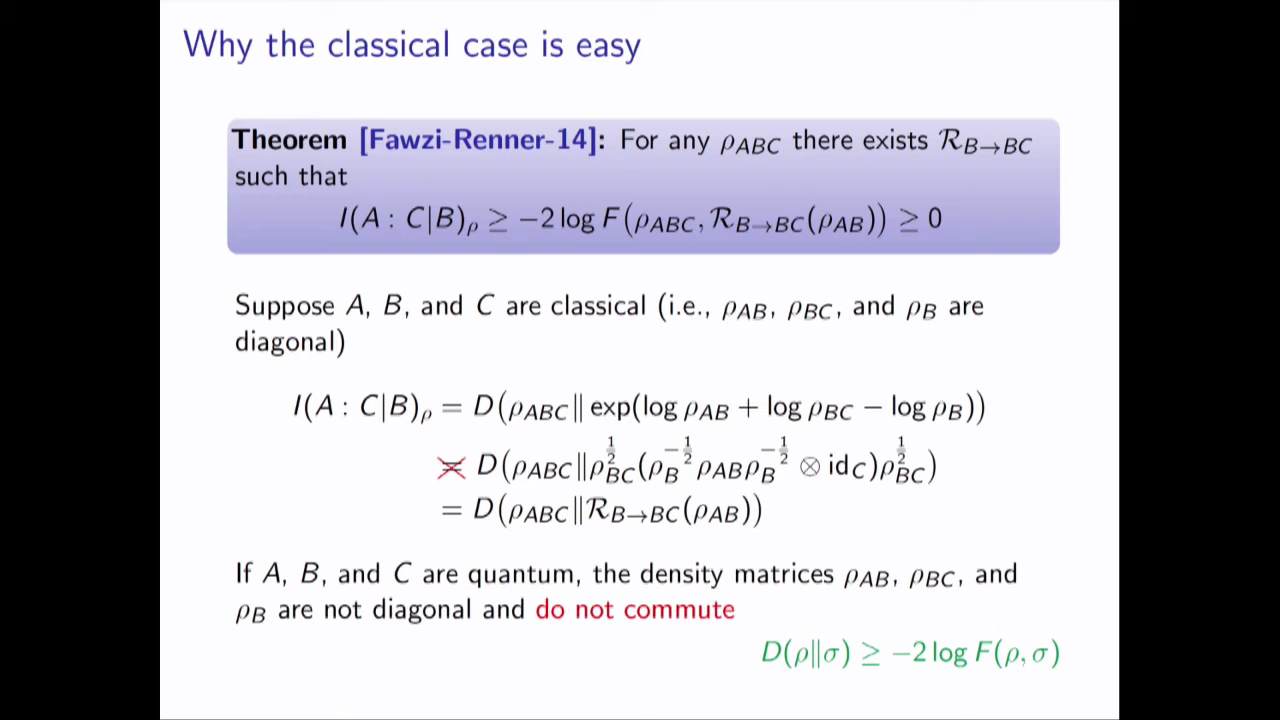 Why the classical case is easy
Theorem [Fawzi-Renner-14]: For any ρ_ABC there exists R_B→BC
such that
I(A : C|B)_ρ ≥ −2 log F(ρ_ABC, R_B→BC(ρ_AB)) ≥ 0
Suppose A, B, and C are classical (i.e., ρ_AB, ρ_BC, and ρ_B are
diagonal)
I(A : C|B)_ρ = D(ρ_ABC‖ exp(log ρ_AB + log ρ_BC − log ρ_B))
= D(ρ_ABC‖ρ_BC^{1/2}(ρ_B^{−1/2}ρ_ABρ_B^{−1/2} ⊗ id_C)ρ_BC^{1/2})
= D(ρ_ABC‖R_B→BC(ρ_AB))
If A, B, and C are quantum, the density matrices ρ_AB, ρ_BC, and
ρ_B are not diagonal and do not commute
D(ρ‖σ) ≥ −2 log F(ρ, σ)